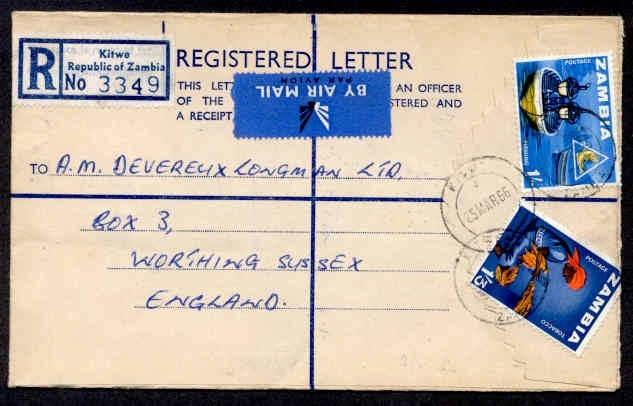 R
Kitwe
Republic of Zambia
No 3349
REGISTERED LETTER
THIS LETT AN OFFICER
OF THE STERED AND
A RECEIPT
BY AIR MAIL
PAR AVION
TO A.M. DEVEREUX LONGMAN LTD,
BOX 3,
WORTHING SUSSEX
ENGLAND.
POSTAGE
ZAMBIA
FISHING
1/-
25 MAR 66
POSTAGE
ZAMBIA
TOBACCO
1/3